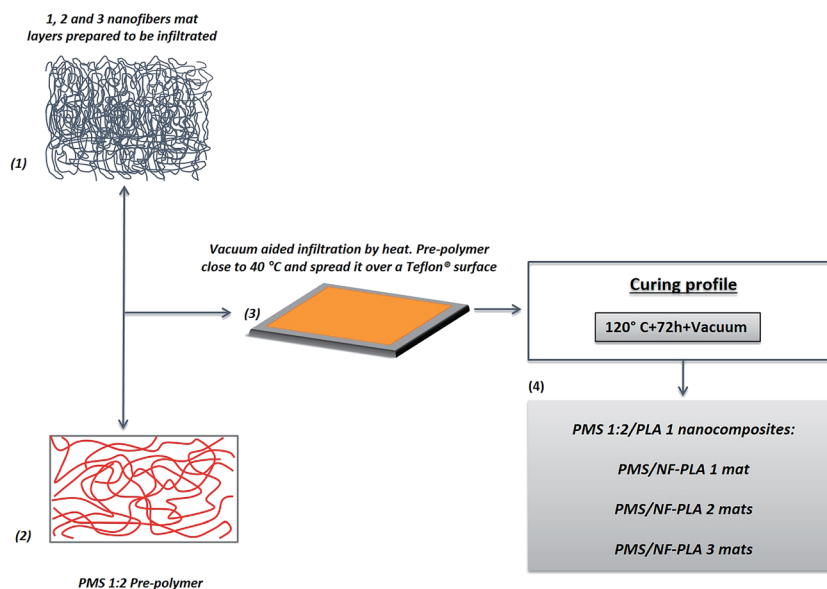 1, 2 and 3 nanofibers mat
layers prepared to be infiltrated
(1)
Vacuum aided infiltration by heat. Pre-polymer
close to 40 °C and spread it over a Teflon® surface
(3)
Curing profile
120° C+72h+Vacuum
(4)
PMS 1:2/PLA 1 nanocomposites:
PMS/NF-PLA 1 mat
PMS/NF-PLA 2 mats
PMS/NF-PLA 3 mats
(2)
PMS 1:2 Pre-polymer